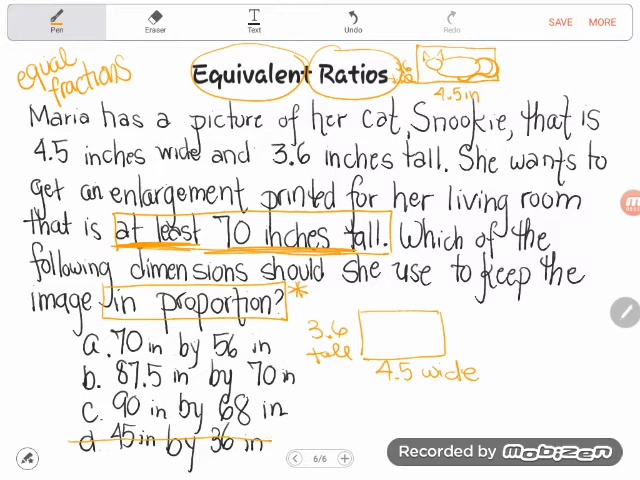 Pen Eraser Text Undo Redo SAVE MORE
equal
fractions
Equivalent Ratios
4.5 in
Maria has a picture of her cat, Snookie, that is
4.5 inches wide and 3.6 inches tall. She wants to
get an enlargement printed for her living room
that is at least 70 inches tall. Which of the
following dimensions should she use to keep the
image in proportion? *
a. 70 in by 56 in
b. 87.5 in by 70 in
c. 90 in by 68 in
d. 45 in by 36 in
3.6
tall
4.5 wide
6/6
Recorded by mobizen